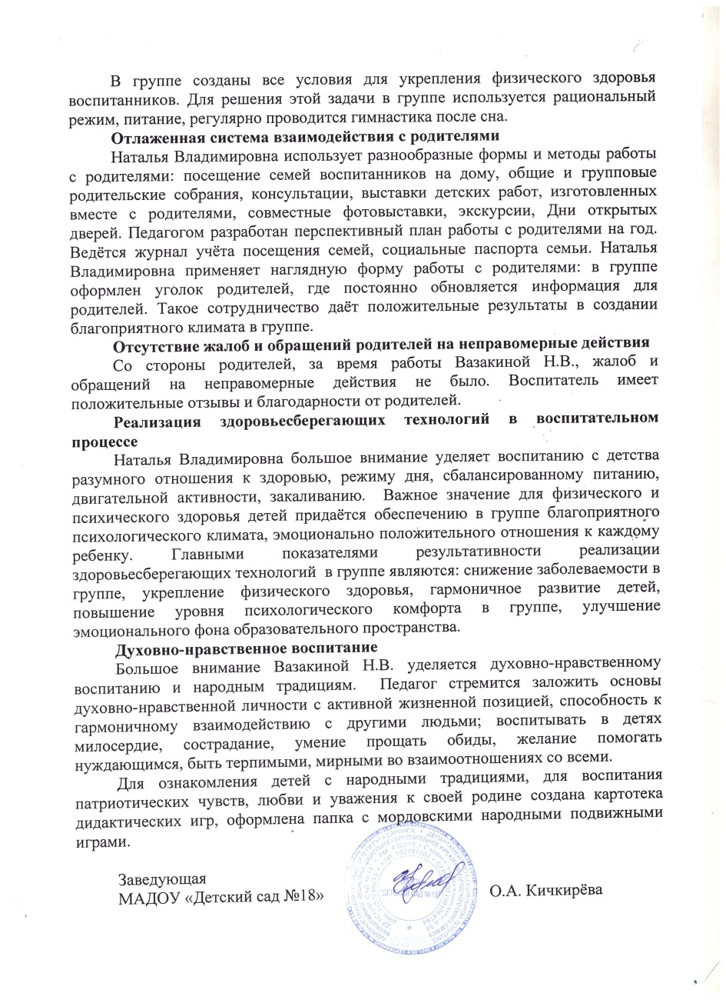 В группе созданы все условия для укрепления физического здоровья
воспитанников. Для решения этой задачи в группе используется рациональный
режим, питание, регулярно проводится гимнастика после сна.
Отлаженная система взаимодействия с родителями
Наталья Владимировна использует разнообразные формы и методы работы
с родителями: посещение семей воспитанников на дому, общие и групповые
родительские собрания, консультации, выставки детских работ, изготовленных
вместе с родителями, совместные фотовыставки, экскурсии, Дни открытых
дверей. Педагогом разработан перспективный план работы с родителями на год.
Ведётся журнал учёта посещения семей, социальные паспорта семьи. Наталья
Владимировна применяет наглядную форму работы с родителями: в группе
оформлен уголок родителей, где постоянно обновляется информация для
родителей. Такое сотрудничество даёт положительные результаты в создании
благоприятного климата в группе.
Отсутствие жалоб и обращений родителей на неправомерные действия
Со стороны родителей, за время работы Вазакиной Н.В., жалоб и
обращений на неправомерные действия не было. Воспитатель имеет
положительные отзывы и благодарности от родителей.
Реализация здоровьесберегающих технологий в воспитательном
процессе
Наталья Владимировна большое внимание уделяет воспитанию с детства
разумного отношения к здоровью, режиму дня, сбалансированному питанию,
двигательной активности, закаливанию. Важное значение для физического и
психического здоровья детей придаётся обеспечению в группе благоприятного
психологического климата, эмоционально положительного отношения к каждому
ребенку. Главными показателями результативности реализации
здоровьесберегающих технологий в группе являются: снижение заболеваемости в
группе, укрепление физического здоровья, гармоничное развитие детей,
повышение уровня психологического комфорта в группе, улучшение
эмоционального фона образовательного пространства.
Духовно-нравственное воспитание
Большое внимание Вазакиной Н.В. уделяется духовно-нравственному
воспитанию и народным традициям. Педагог стремится заложить основы
духовно-нравственной личности с активной жизненной позицией, способность к
гармоничному взаимодействию с другими людьми; воспитывать в детях
милосердие, сострадание, умение прощать обиды, желание помогать
нуждающимся, быть терпимыми, мирными во взаимоотношениях со всеми.
Для ознакомления детей с народными традициями, для воспитания
патриотических чувств, любви и уважения к своей родине создана картотека
дидактических игр, оформлена папка с мордовскими народными подвижными
играми.
Заведующая
МАДОУ «Детский сад №18»
"ДЕТСКИЙ САД №18"
О.А. Кичкирёва